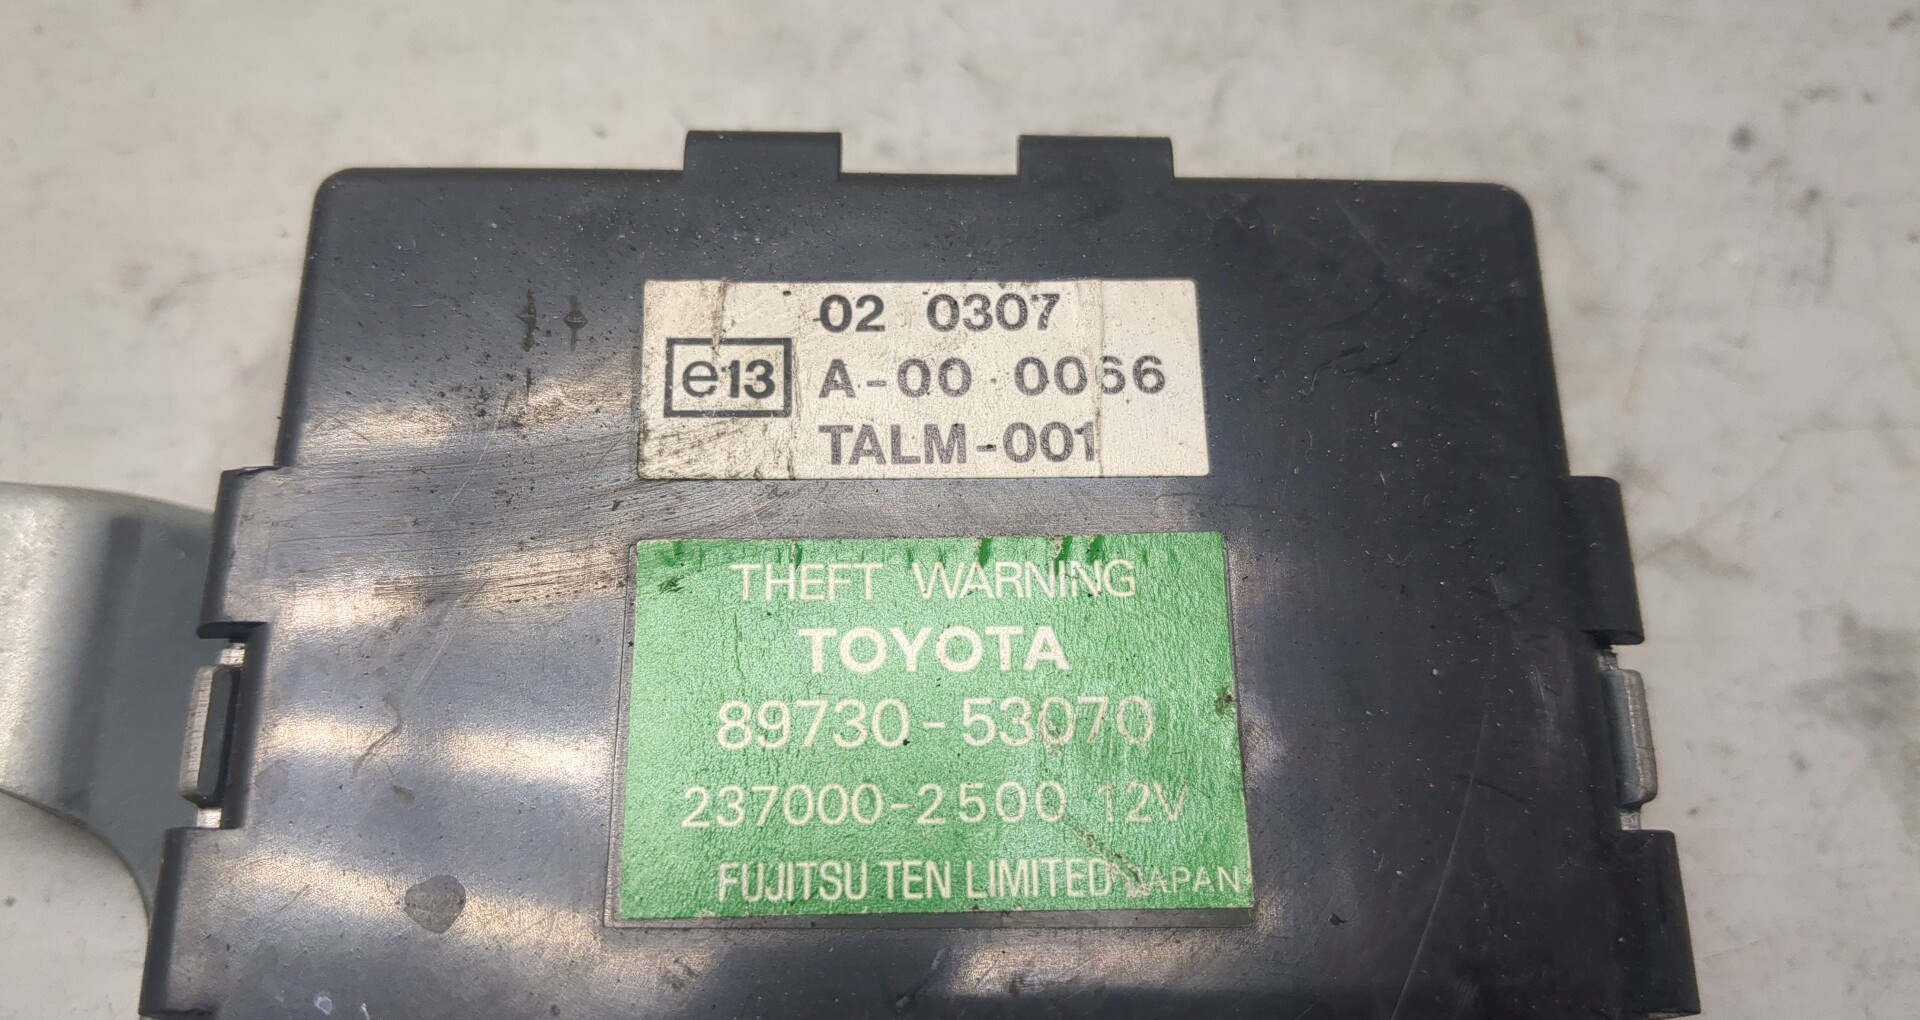 02 0307
e13 A-00 0066
TALM-001
THEFT WARNING
TOYOTA
89730-53070
237000-2500 12V
FUJITSU TEN LIMITED JAPAN